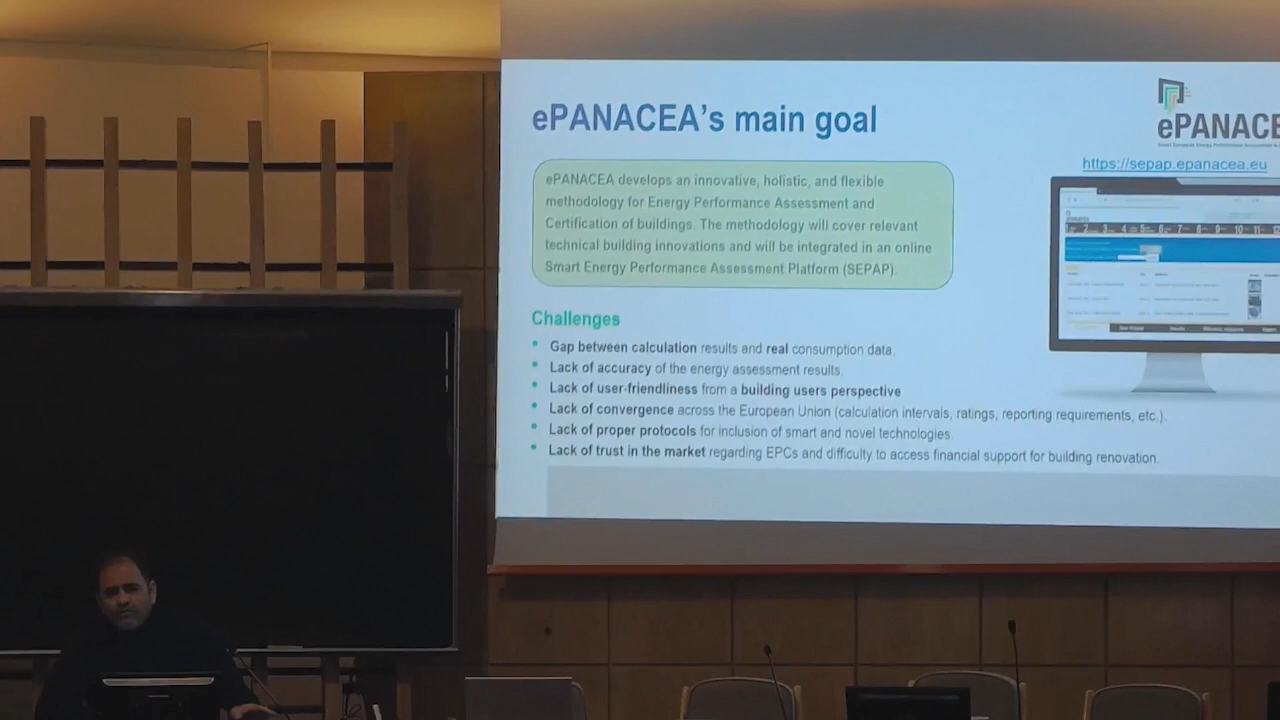 ePANACEA's main goal
ePANACE
https://sepap.epanacea.eu
ePANACEA develops an innovative, holistic, and flexible
methodology for Energy Performance Assessment and
Certification of buildings. The methodology will cover relevant
technical building innovations and will be integrated in an online
Smart Energy Performance Assessment Platform (SEPAP).
Challenges
• Gap between calculation results and real consumption data.
• Lack of accuracy of the energy assessment results.
• Lack of user-friendliness from a building users perspective
• Lack of convergence across the European Union (calculation intervals, ratings, reporting requirements, etc.).
• Lack of proper protocols for inclusion of smart and novel technologies.
• Lack of trust in the market regarding EPCs and difficulty to access financial support for building renovation.